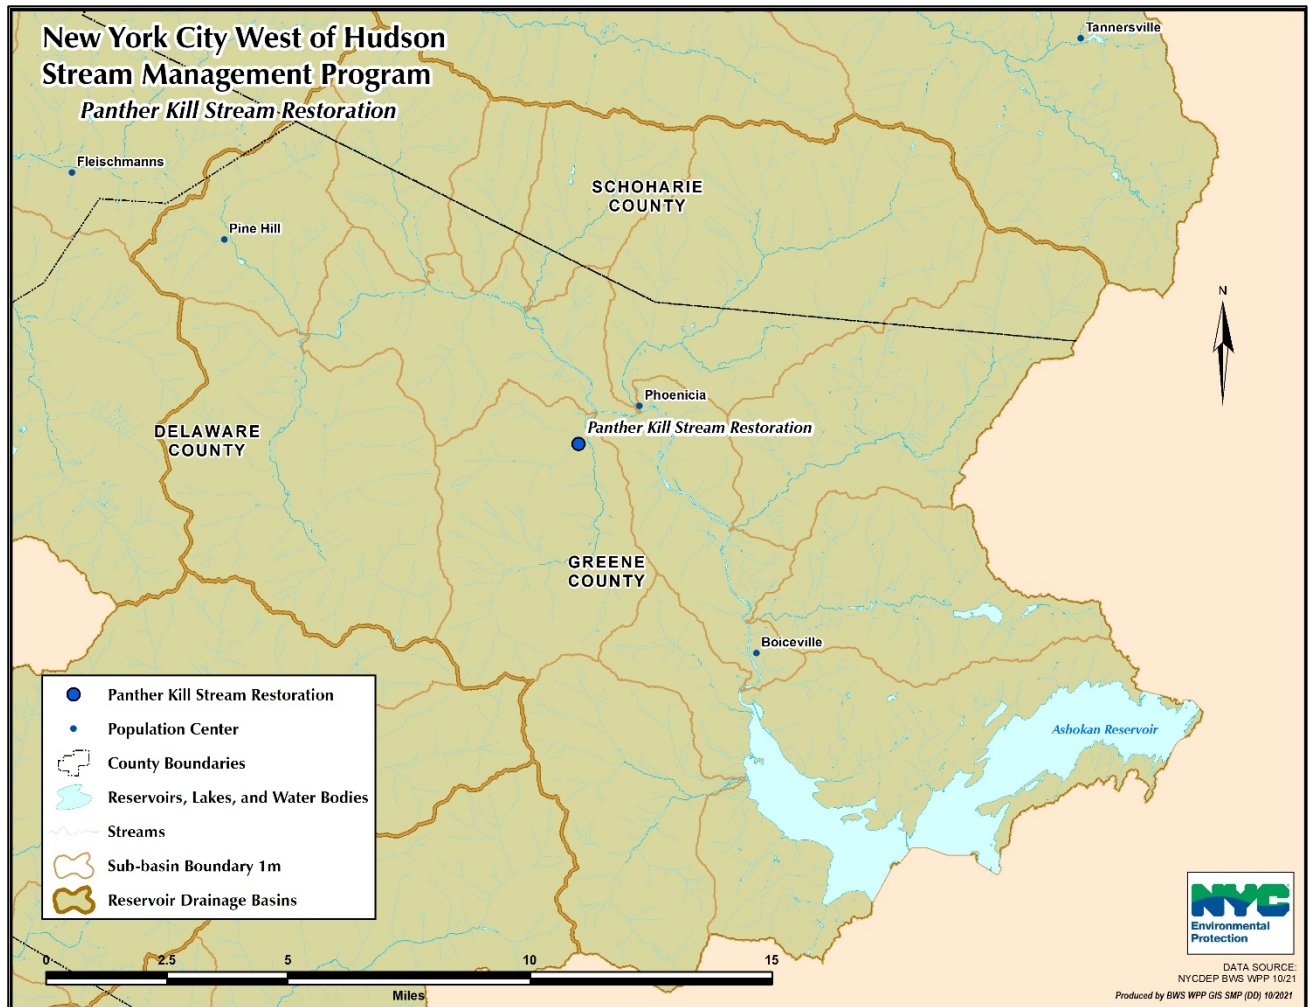 New York City West of Hudson
Stream Management Program
Panther Kill Stream Restoration
Tannersville
Fleischmanns
SCHOHARIE
COUNTY
Pine Hill
N
Phoenicia
Panther Kill Stream Restoration
DELAWARE
COUNTY
GREENE
COUNTY
Boiceville
Ashokan Reservoir
Panther Kill Stream Restoration
Population Center
County Boundaries
Reservoirs, Lakes, and Water Bodies
Streams
Sub-basin Boundary 1m
Reservoir Drainage Basins
0 2.5 5 10 15
Miles
NYC
Environmental
Protection
DATA SOURCE:
NYCDEP BWS WPP 10/21
Produced by BWS WPP GIS SMP (DD) 10/2021